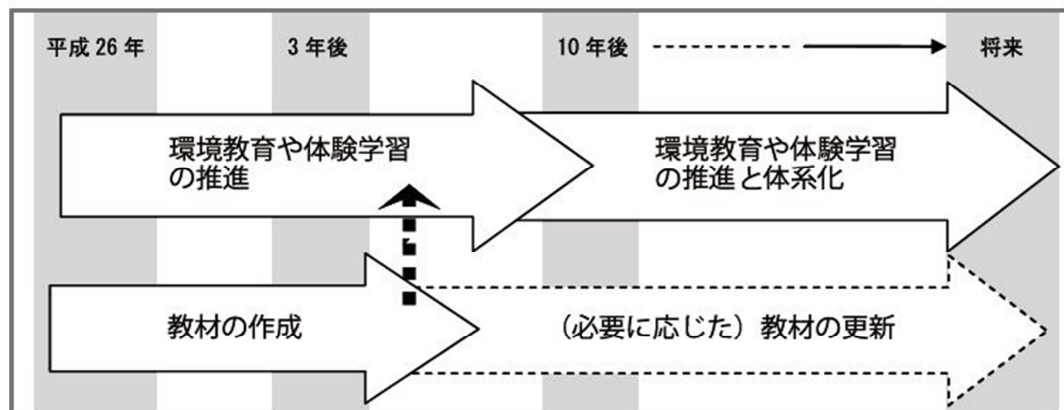 平成 26 年 3 年後 10 年後 将来
環境教育や体験学習
の推進
環境教育や体験学習
の推進と体系化
教材の作成
（必要に応じた）教材の更新